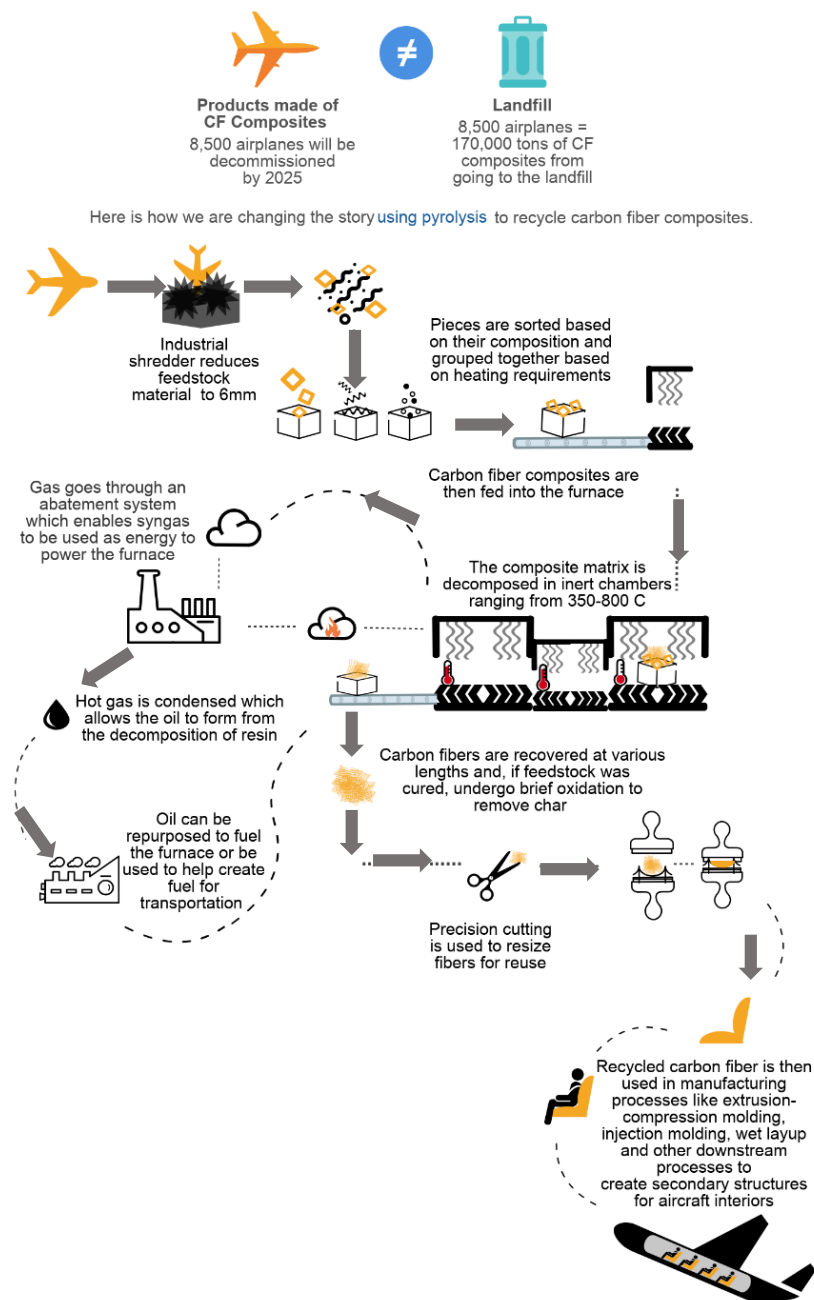 Products made of
CF Composites
8,500 airplanes will be
decommissioned
by 2025
≠
Landfill
8,500 airplanes =
170,000 tons of CF
composites from
going to the landfill
Here is how we are changing the story using pyrolysis to recycle carbon fiber composites.
Industrial
shredder reduces
feedstock
material to 6mm
Pieces are sorted based
on their composition and
grouped together based
on heating requirements
Carbon fiber composites are
then fed into the furnace
Gas goes through an
abatement system
which enables syngas
to be used as energy to
power the furnace
The composite matrix is
decomposed in inert chambers
ranging from 350-800 C
Hot gas is condensed which
allows the oil to form from
the decomposition of resin
Carbon fibers are recovered at various
lengths and, if feedstock was
cured, undergo brief oxidation to
remove char
Oil can be
repurposed to fuel
the furnace or be
used to help create
fuel for
transportation
Precision cutting
is used to resize
fibers for reuse
Recycled carbon fiber is then
used in manufacturing
processes like extrusion-
compression molding,
injection molding, wet layup
and other downstream
processes to
create secondary structures
for aircraft interiors